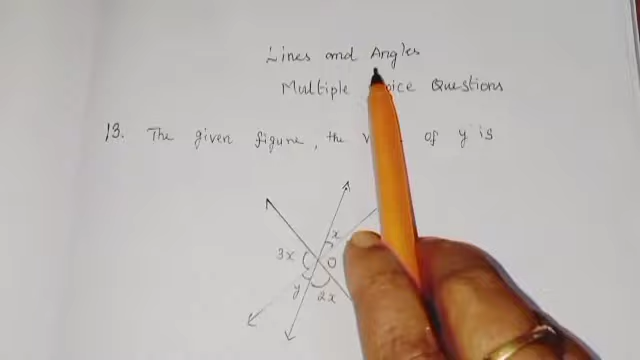 Lines and Angles
Multiple Questions
13. The given figure, the of y is
x
3x
O
y
2x